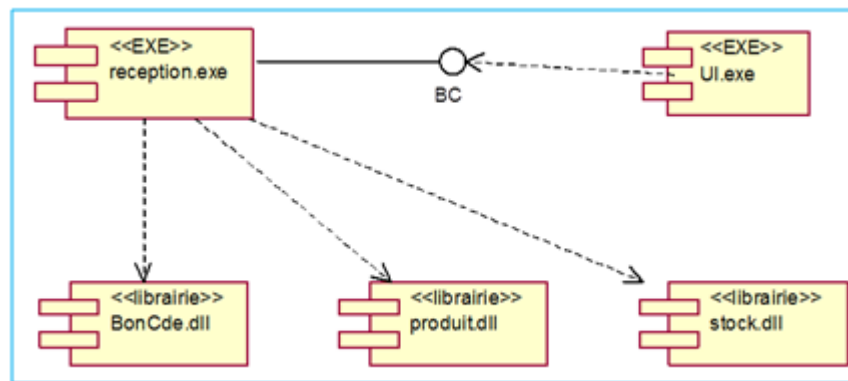 <<EXE>>
reception.exe
BC
<<EXE>>
UI.exe
<<librairie>>
BonCde.dll
<<librairie>>
produit.dll
<<librairie>>
stock.dll